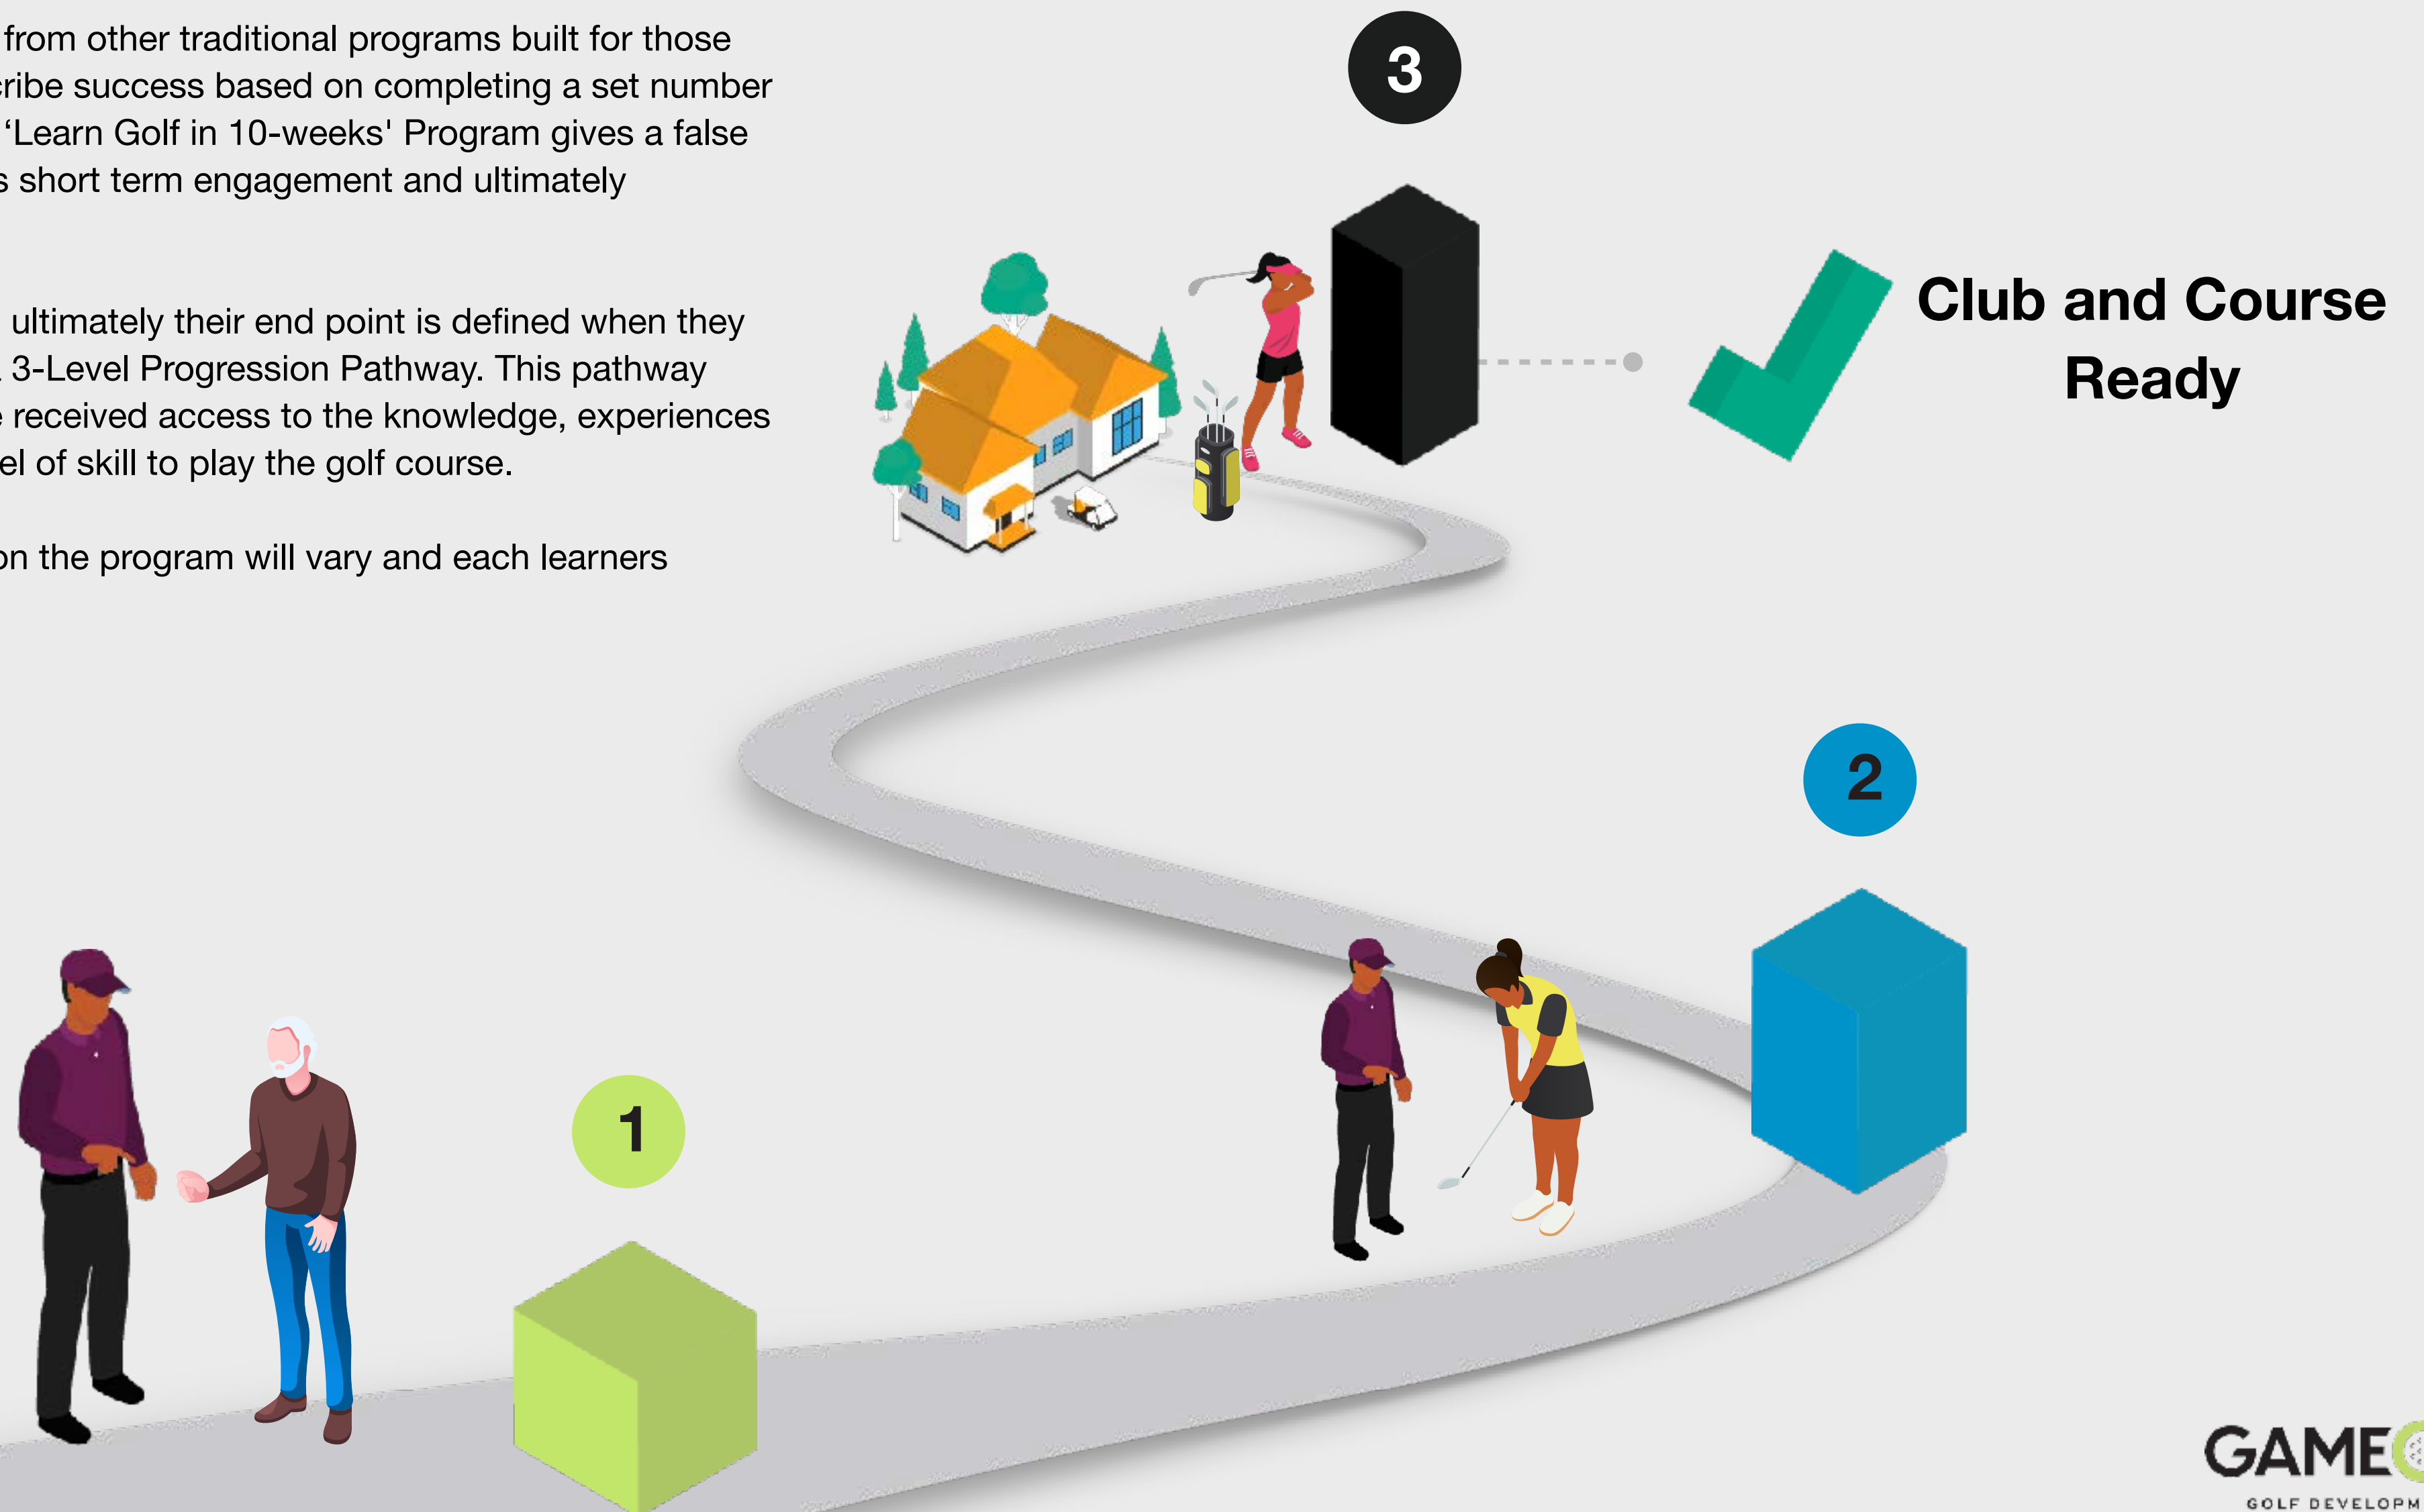 from other traditional programs built for those
cribe success based on completing a set number
‘Learn Golf in 10-weeks' Program gives a false
s short term engagement and ultimately
ultimately their end point is defined when they
3-Level Progression Pathway. This pathway
e received access to the knowledge, experiences
el of skill to play the golf course.
on the program will vary and each learners
3
Club and Course
Ready
2
1
GAME
GOLF DEVELOPM